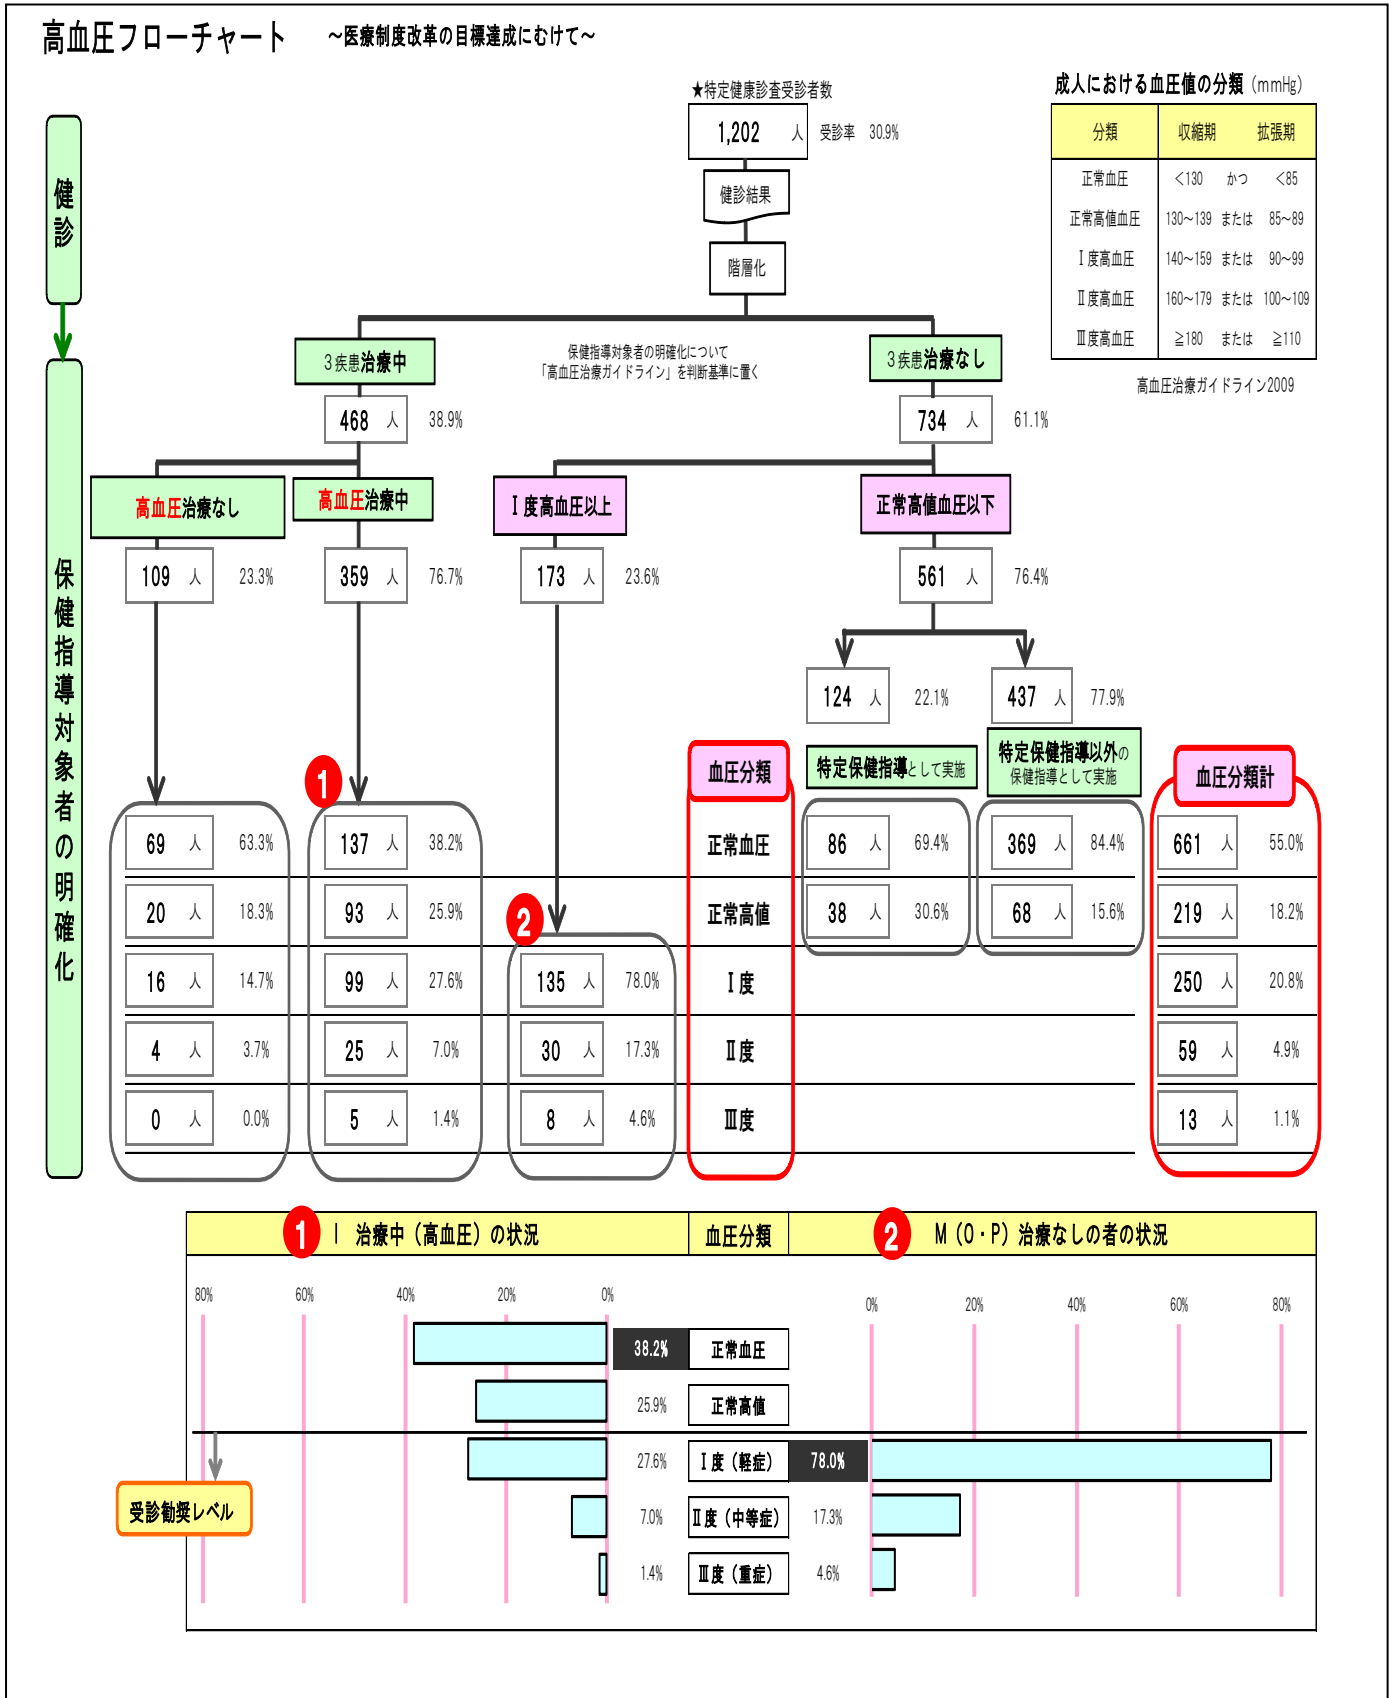 高血圧フローチャート ～医療制度改革の目標達成にむけて～
★特定健康診査受診者数
1,202 人 受診率 30.9%
健診結果
階層化
成人における血圧値の分類（mmHg）
分類 収縮期 拡張期
正常血圧 ＜130 かつ ＜85
正常高値血圧 130～139 または 85～89
Ⅰ度高血圧 140～159 または 90～99
Ⅱ度高血圧 160～179 または 100～109
Ⅲ度高血圧 ≧180 または ≧110
高血圧治療ガイドライン2009
健診
保健指導対象者の明確化
3疾患治療中
保健指導対象者の明確化について
「高血圧治療ガイドライン」を判断基準に置く
3疾患治療なし
468 人 38.9%
734 人 61.1%
高血圧治療なし
高血圧治療中
Ⅰ度高血圧以上
正常高値血圧以下
109 人 23.3%
359 人 76.7%
173 人 23.6%
561 人 76.4%
124 人 22.1%
437 人 77.9%
1
2
血圧分類
特定保健指導として実施
特定保健指導以外の
保健指導として実施
血圧分類計
69 人 63.3% 137 人 38.2% 正常血圧 86 人 69.4% 369 人 84.4% 661 人 55.0%
20 人 18.3% 93 人 25.9% 正常高値 38 人 30.6% 68 人 15.6% 219 人 18.2%
16 人 14.7% 99 人 27.6% 135 人 78.0% Ⅰ度 250 人 20.8%
4 人 3.7% 25 人 7.0% 30 人 17.3% Ⅱ度 59 人 4.9%
0 人 0.0% 5 人 1.4% 8 人 4.6% Ⅲ度 13 人 1.1%
1 Ⅰ 治療中（高血圧）の状況 血圧分類 2 M（O・P）治療なしの者の状況
80% 60% 40% 20% 0%
0% 20% 40% 60% 80%
38.2% 正常血圧
25.9% 正常高値
27.6% Ⅰ度（軽症） 78.0%
受診勧奨レベル
7.0% Ⅱ度（中等症） 17.3%
1.4% Ⅲ度（重症） 4.6%